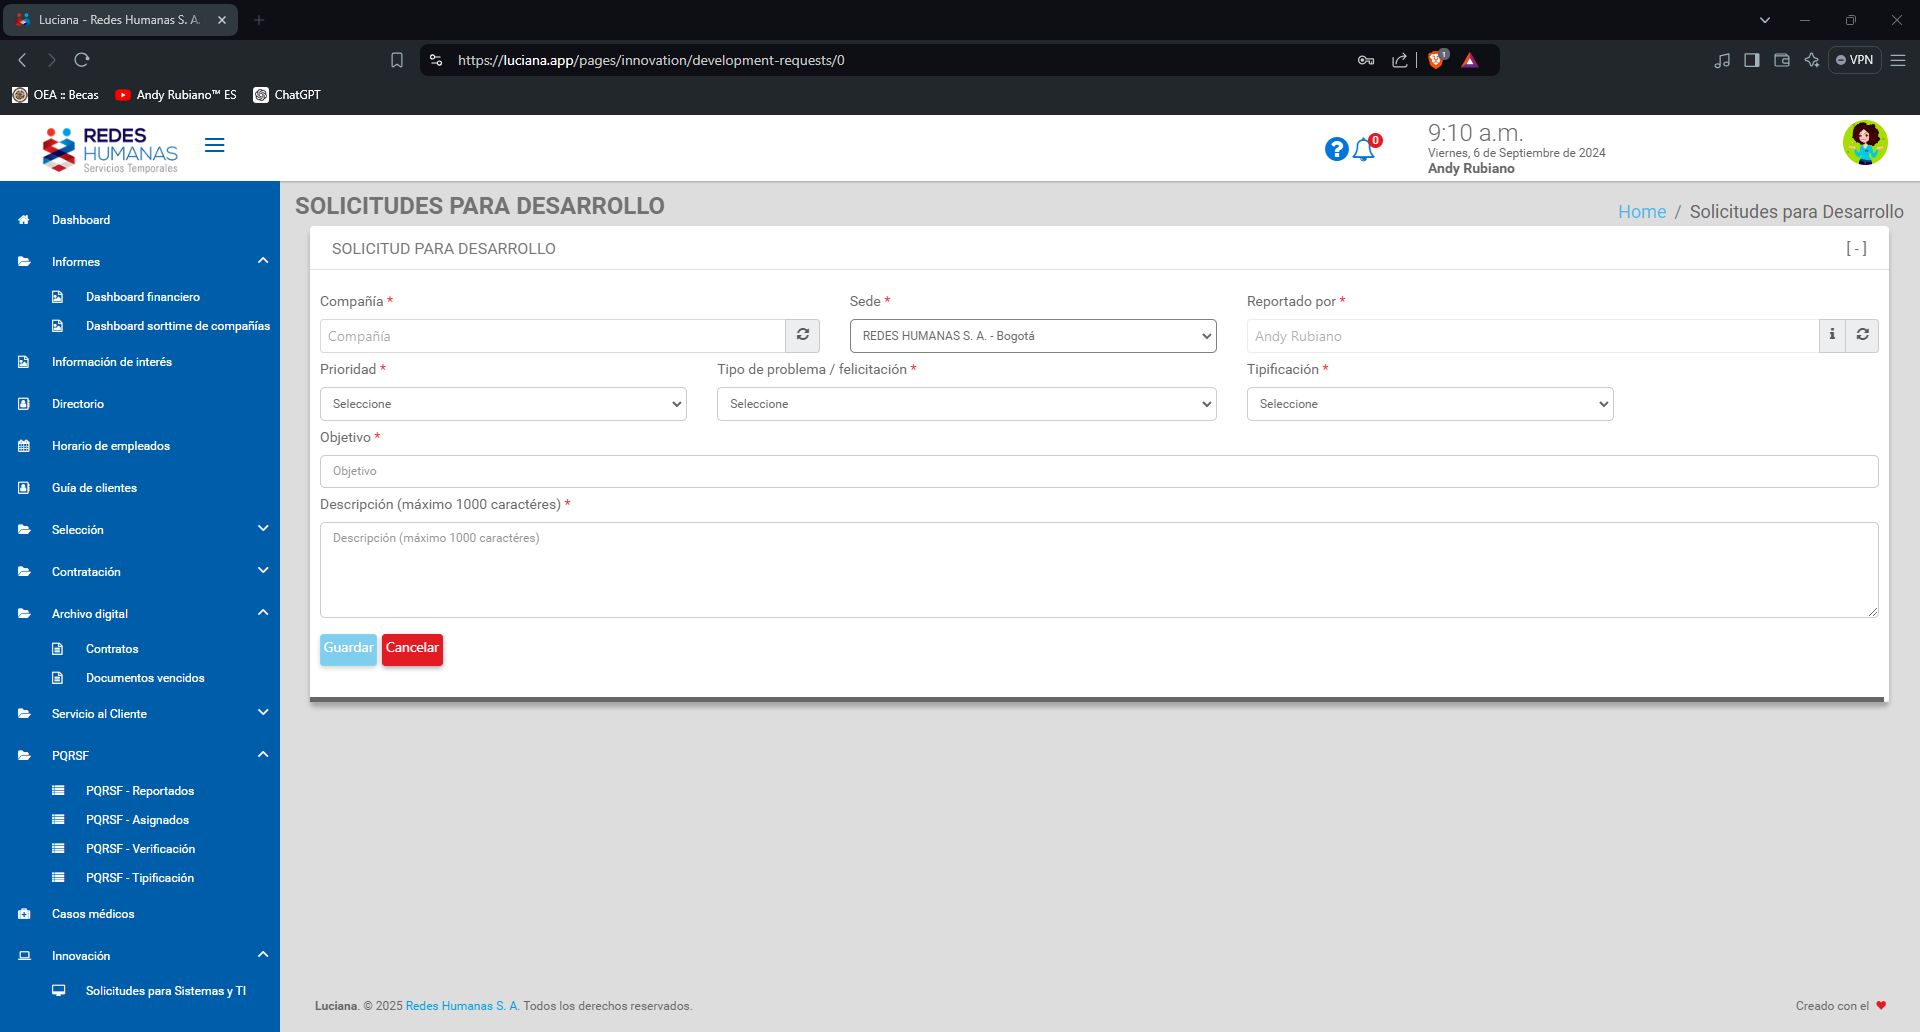 Luciana - Redes Humanas S. A.
https://luciana.app/pages/innovation/development-requests/0
1
VPN
OEA :: Becas
Andy Rubiano™ ES
ChatGPT
REDES
HUMANAS
Servicios Temporales
?
0
9:10 a.m.
Viernes, 6 de Septiembre de 2024
Andy Rubiano
Dashboard
Informes
Dashboard financiero
Dashboard sorttime de compañías
Información de interés
Directorio
Horario de empleados
Guía de clientes
Selección
Contratación
Archivo digital
Contratos
Documentos vencidos
Servicio al Cliente
PQRSF
PQRSF - Reportados
PQRSF - Asignados
PQRSF - Verificación
PQRSF - Tipificación
Casos médicos
Innovación
Solicitudes para Sistemas y TI
SOLICITUDES PARA DESARROLLO
Home / Solicitudes para Desarrollo
SOLICITUD PARA DESARROLLO
[ - ]
Compañía *
Sede *
Reportado por *
Compañía
REDES HUMANAS S. A. - Bogotá
Andy Rubiano
i
Prioridad *
Tipo de problema / felicitación *
Tipificación *
Seleccione
Seleccione
Seleccione
Objetivo *
Objetivo
Descripción (máximo 1000 caractéres) *
Descripción (máximo 1000 caractéres)
Guardar
Cancelar
Luciana. © 2025 Redes Humanas S. A. Todos los derechos reservados.
Creado con el